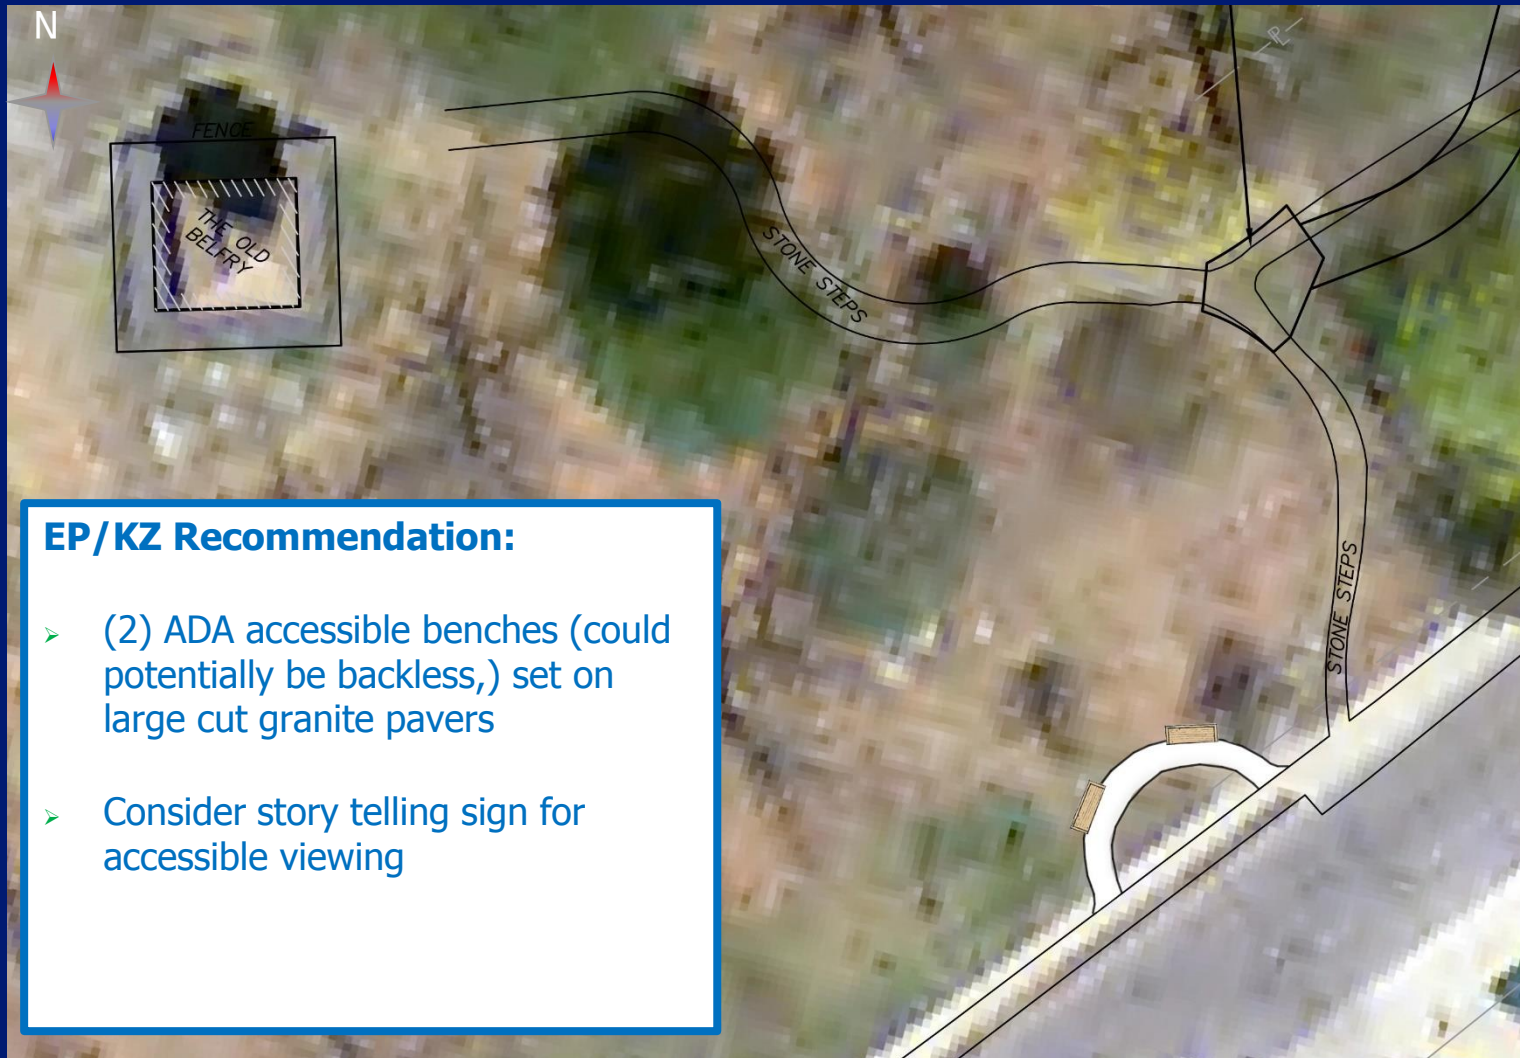 N
FENCE
THE OLD
BELFRY
STONE STEPS
PL
STONE STEPS
EP/KZ Recommendation:
➢ (2) ADA accessible benches (could
potentially be backless,) set on
large cut granite pavers
➢ Consider story telling sign for
accessible viewing